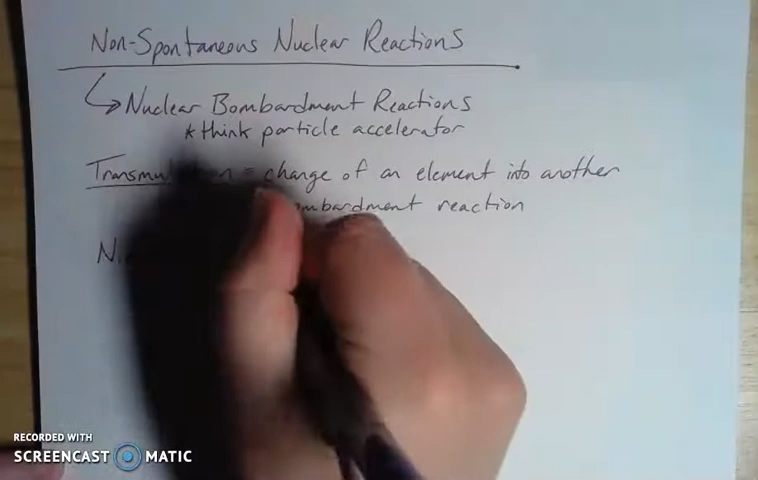 Non-Spontaneous Nuclear Reactions
Nuclear Bombardment Reactions
*think particle accelerator
= change of an element into another
reaction
RECORDED WITH
SCREENCAST MATIC